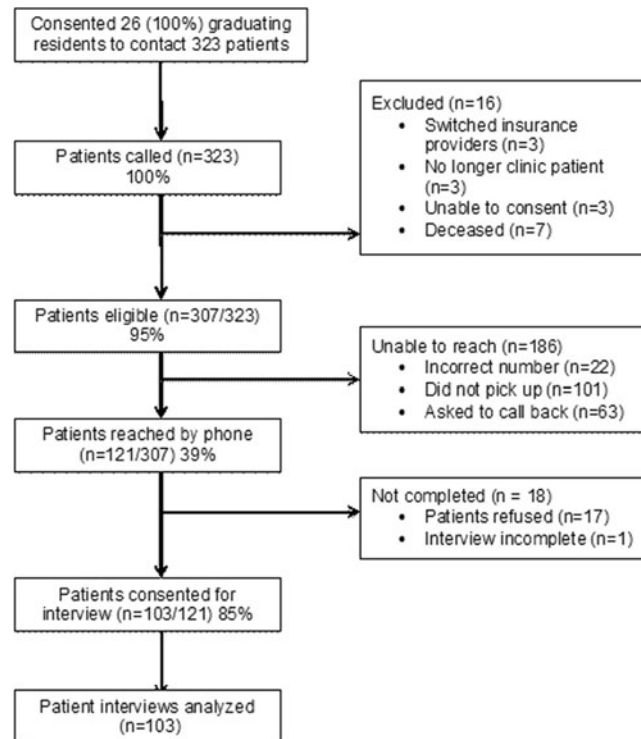 Consented 26 (100%) graduating
residents to contact 323 patients
Excluded (n=16)
• Switched insurance
providers (n=3)
• No longer clinic patient
(n=3)
• Unable to consent (n=3)
• Deceased (n=7)
Patients called (n=323)
100%
Patients eligible (n=307/323)
95%
Unable to reach (n=186)
• Incorrect number (n=22)
• Did not pick up (n=101)
• Asked to call back (n=63)
Patients reached by phone
(n=121/307) 39%
Not completed (n = 18)
• Patients refused (n=17)
• Interview incomplete (n=1)
Patients consented for
interview (n=103/121) 85%
Patient interviews analyzed
(n=103)